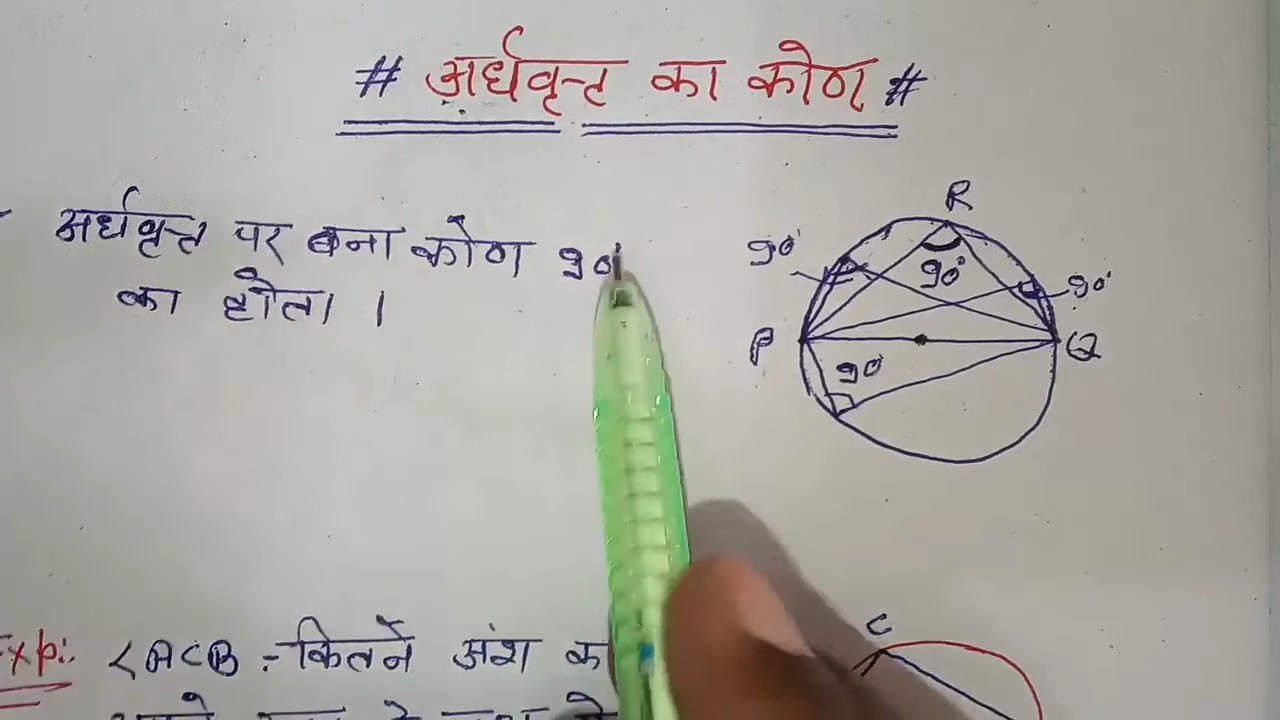 # अर्धवृत्त का कोण #
अर्धवृत्त पर बना कोण 90°
का होता ।
R
90°
90°
90°
P
Q
90°
Exp:. <ACB :- कितने अंश
C